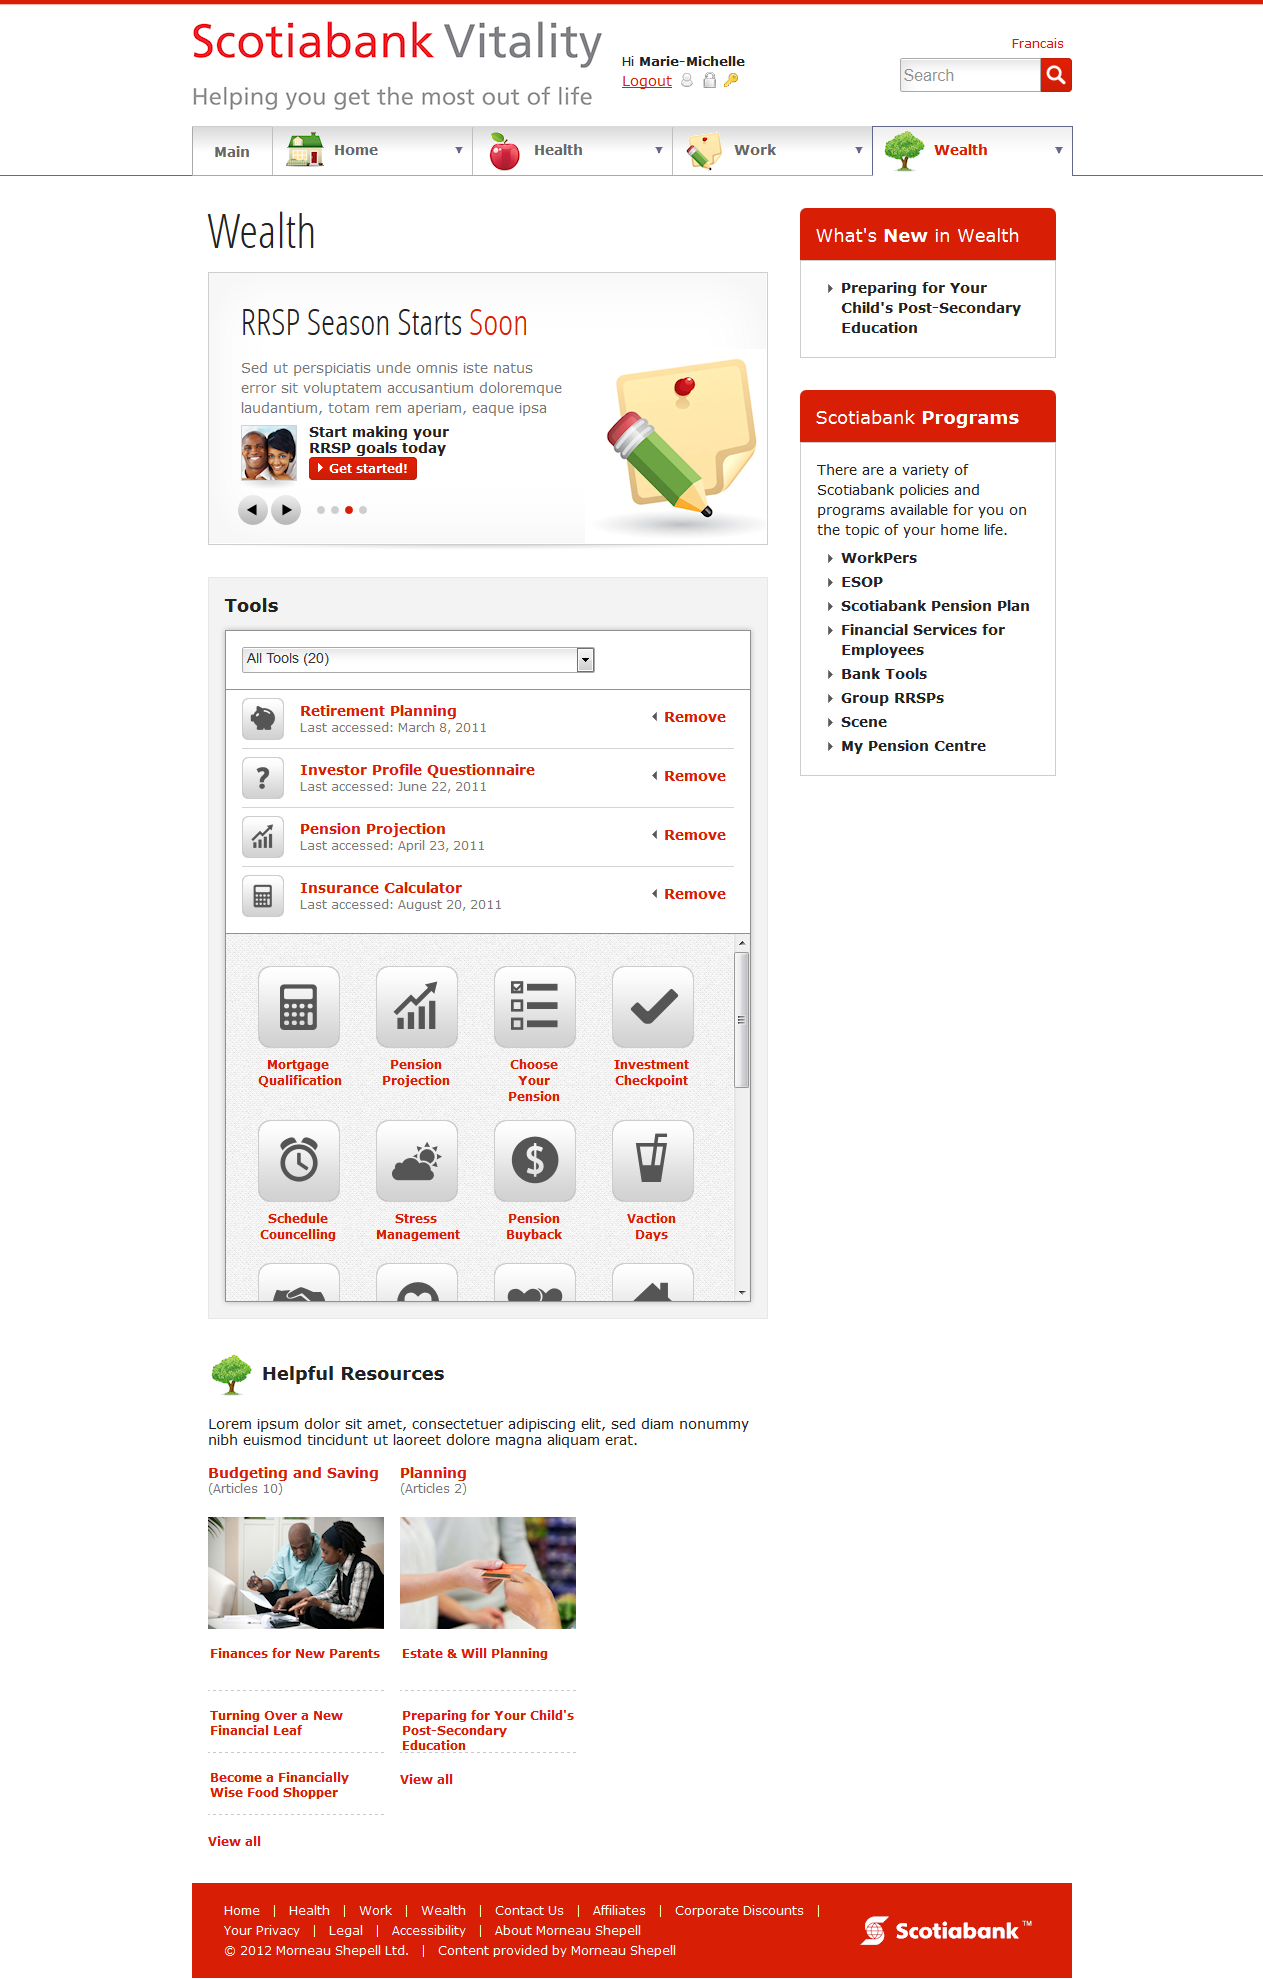 Scotiabank Vitality
Helping you get the most out of life
Hi Marie-Michelle
Logout
Francais
Search
Main
Home
Health
Work
Wealth
Wealth
RRSP Season Starts Soon
Sed ut perspiciatis unde omnis iste natus
error sit voluptatem accusantium doloremque
laudantium, totam rem aperiam, eaque ipsa
Start making your
RRSP goals today
Get started!
What's New in Wealth
Preparing for Your
Child's Post-Secondary
Education
Scotiabank Programs
There are a variety of
Scotiabank policies and
programs available for you on
the topic of your home life.
WorkPers
ESOP
Scotiabank Pension Plan
Financial Services for
Employees
Bank Tools
Group RRSPs
Scene
My Pension Centre
Tools
All Tools (20)
Retirement Planning
Last accessed: March 8, 2011
Remove
Investor Profile Questionnaire
Last accessed: June 22, 2011
Remove
Pension Projection
Last accessed: April 23, 2011
Remove
Insurance Calculator
Last accessed: August 20, 2011
Remove
Mortgage
Qualification
Pension
Projection
Choose
Your
Pension
Investment
Checkpoint
Schedule
Councelling
Stress
Management
Pension
Buyback
Vaction
Days
Helpful Resources
Lorem ipsum dolor sit amet, consectetuer adipiscing elit, sed diam nonummy
nibh euismod tincidunt ut laoreet dolore magna aliquam erat.
Budgeting and Saving
(Articles 10)
Finances for New Parents
Turning Over a New
Financial Leaf
Become a Financially
Wise Food Shopper
View all
Planning
(Articles 2)
Estate & Will Planning
Preparing for Your Child's
Post-Secondary
Education
View all
Home | Health | Work | Wealth | Contact Us | Affiliates | Corporate Discounts |
Your Privacy | Legal | Accessibility | About Morneau Shepell
© 2012 Morneau Shepell Ltd. | Content provided by Morneau Shepell
Scotiabank™